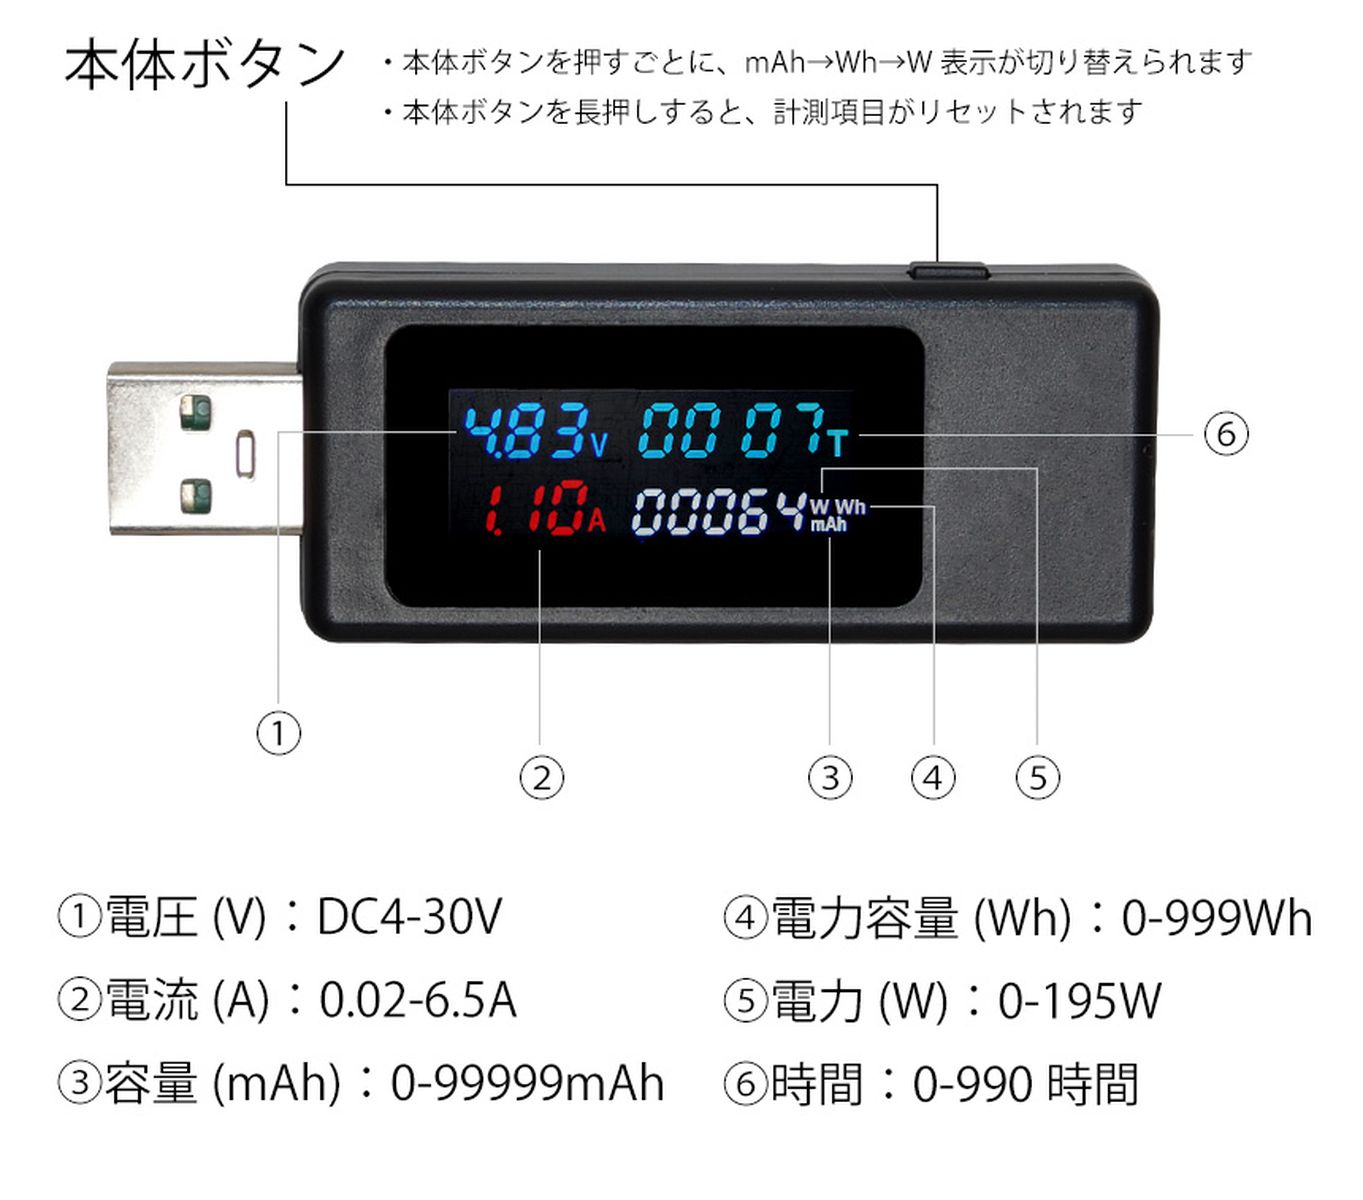 本体ボタン
・本体ボタンを押すごとに、mAh→Wh→W 表示が切り替えられます
・本体ボタンを長押しすると、計測項目がリセットされます
4.83V 00 07T
1.10A 00064W Wh
mAh
⑥
①
② ③ ④ ⑤
①電圧 (V)：DC4-30V
②電流 (A)：0.02-6.5A
③容量 (mAh)：0-99999mAh
④電力容量 (Wh)：0-999Wh
⑤電力 (W)：0-195W
⑥時間：0-990 時間